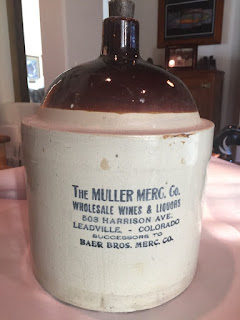 THE MULLER MERC. CO.
WHOLESALE WINES & LIQUORS
503 HARRISON AVE.
LEADVILLE, - COLORADO
SUCCESSORS TO
BAER BROS. MERC. CO.